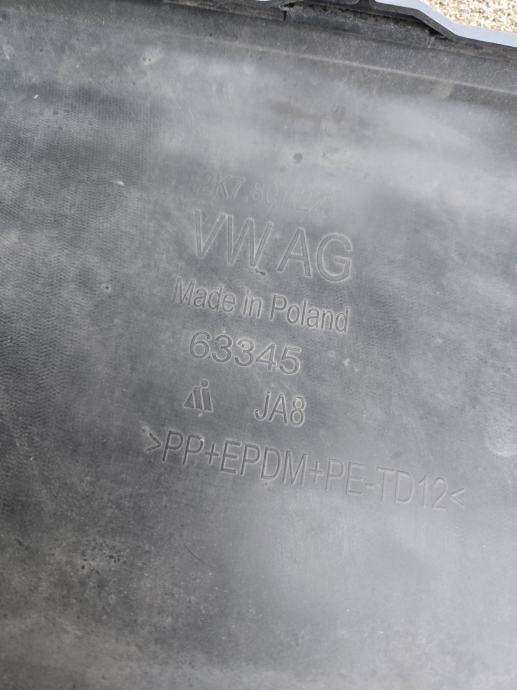 VW AG
Made in Poland
63345
JA8
>PP+EPDM+PE-TD12<